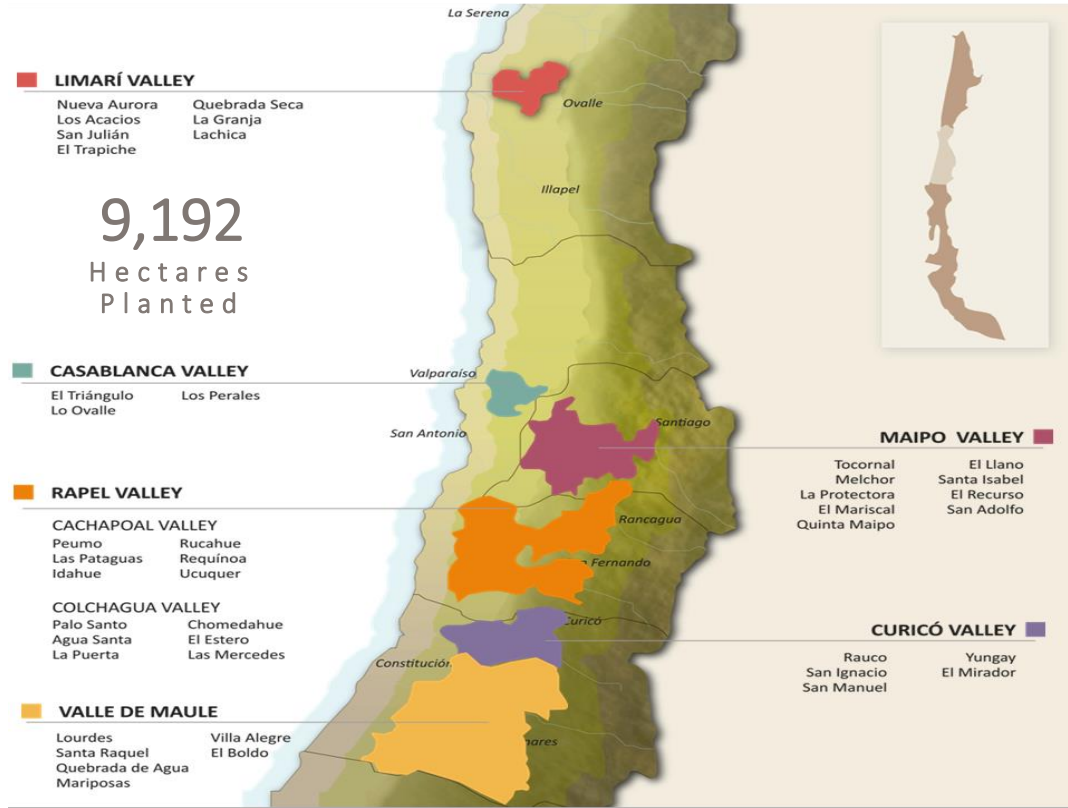 La Serena
LIMARÍ VALLEY
Nueva Aurora Quebrada Seca
Los Acacios La Granja
San Julián Lachica
El Trapiche
Ovalle
Illapel
9,192
Hectares
Planted
CASABLANCA VALLEY
El Triángulo Los Perales
Lo Ovalle
Valparaíso
San Antonio
Santiago
MAIPO VALLEY
Tocornal El Llano
Melchor Santa Isabel
La Protectora El Recurso
El Mariscal San Adolfo
Quinta Maipo
RAPEL VALLEY
CACHAPOAL VALLEY
Peumo Rucahue
Las Pataguas Requínoa
Idahue Ucuquer
COLCHAGUA VALLEY
Palo Santo Chomedahue
Agua Santa El Estero
La Puerta Las Mercedes
Rancagua
Fernando
Curicó
CURICÓ VALLEY
Rauco Yungay
San Ignacio El Mirador
San Manuel
Constitución
VALLE DE MAULE
Lourdes Villa Alegre
Santa Raquel El Boldo
Quebrada de Agua
Mariposas